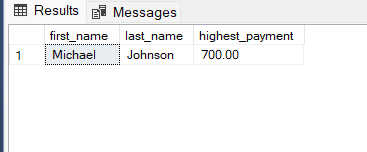 Results Messages
first_name last_name highest_payment
1 Michael Johnson 700.00